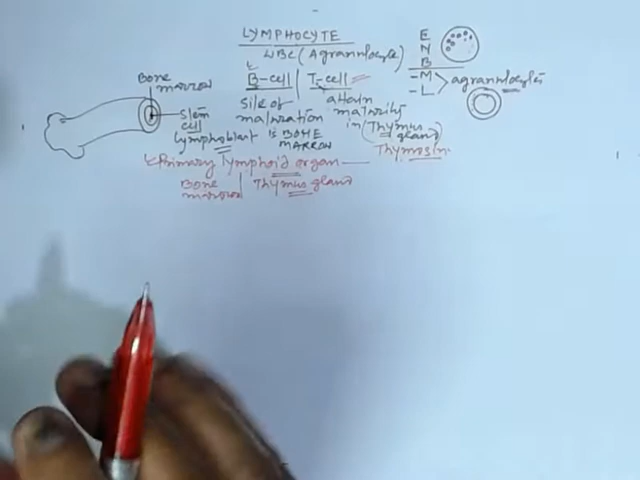 LYMPHOCYTE
WBC (Agranulocyte)
E
N
B
-M
-L
agranulocytes
Bone
marrow
Stem
cell
Lymphoblast
B-cell
site of
maturation
is BONE
MARROW
T-cell
attain
maturity
in (Thymus
gland)
Thymosin
Primary lymphoid organ
Bone
marrow
Thymus gland